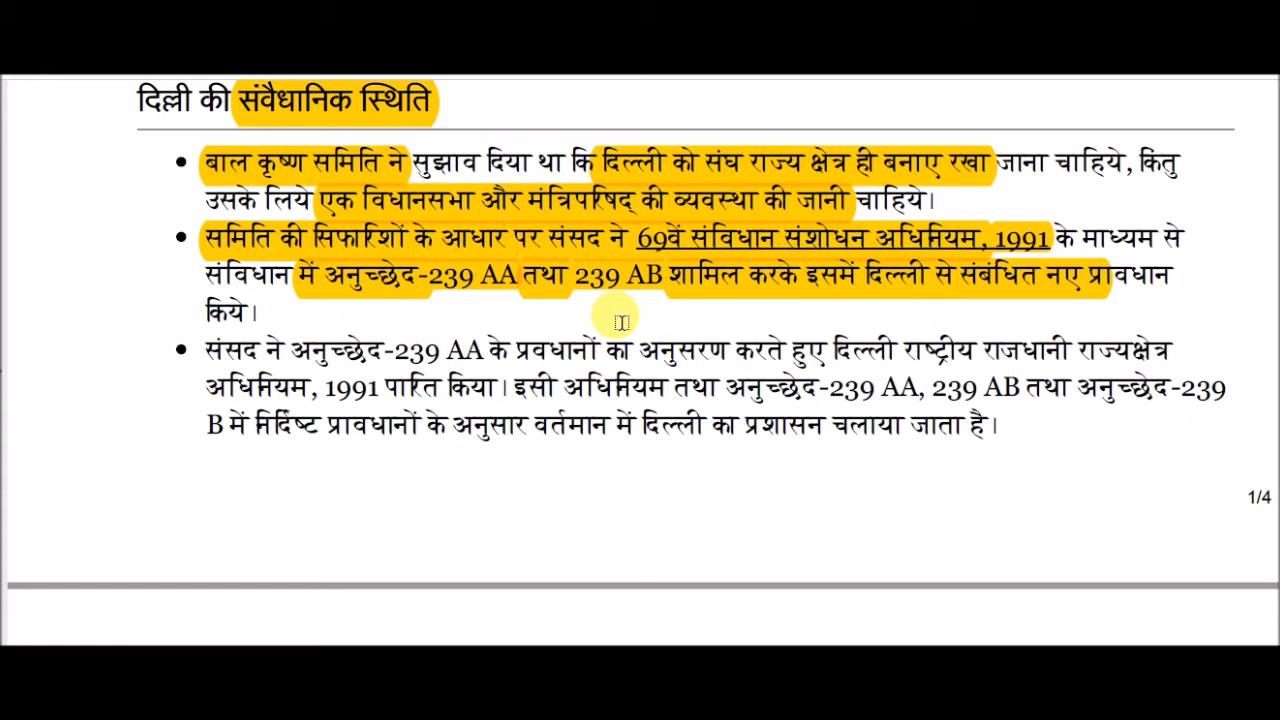 दिल्ली की संवैधानिक स्थिति
• बाल कृष्ण समिति ने सुझाव दिया था कि दिल्ली को संघ राज्य क्षेत्र ही बनाए रखा जाना चाहिये, किंतु
उसके लिये एक विधानसभा और मंत्रिपरिषद् की व्यवस्था की जानी चाहिये।
• समिति की सिफारिशों के आधार पर संसद ने 69वें संविधान संशोधन अधिनियम, 1991 के माध्यम से
संविधान में अनुच्छेद-239 AA तथा 239 AB शामिल करके इसमें दिल्ली से संबंधित नए प्रावधान
किये।
• संसद ने अनुच्छेद-239 AA के प्रवधानों का अनुसरण करते हुए दिल्ली राष्ट्रीय राजधानी राज्यक्षेत्र
अधिनियम, 1991 पारित किया। इसी अधिनियम तथा अनुच्छेद-239 AA, 239 AB तथा अनुच्छेद-239
B में निर्दिष्ट प्रावधानों के अनुसार वर्तमान में दिल्ली का प्रशासन चलाया जाता है।
1/4